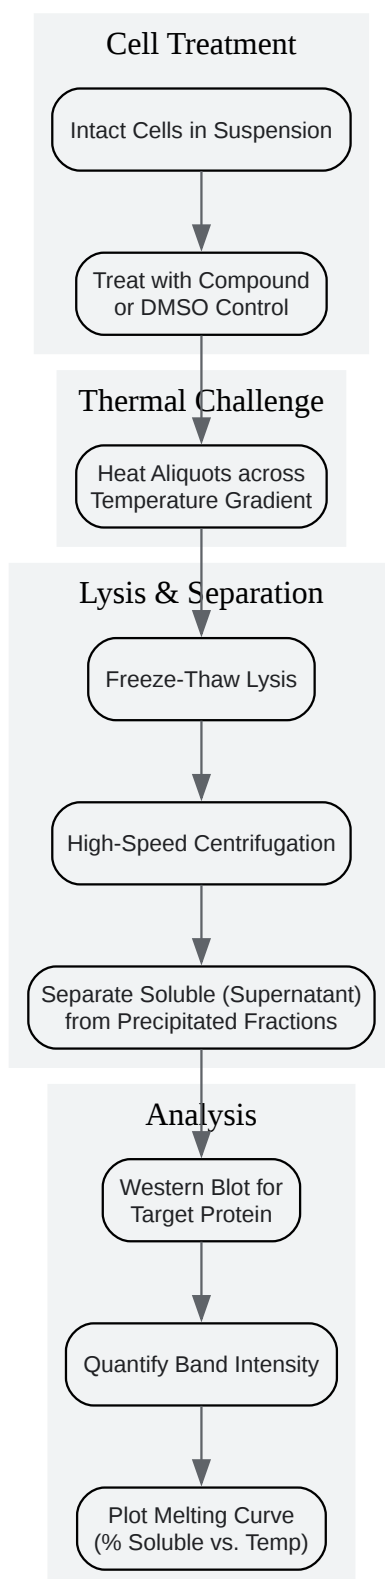 Cell Treatment
Intact Cells in Suspension
Treat with Compound
or DMSO Control
Thermal Challenge
Heat Aliquots across
Temperature Gradient
Lysis & Separation
Freeze-Thaw Lysis
High-Speed Centrifugation
Separate Soluble (Supernatant)
from Precipitated Fractions
Analysis
Western Blot for
Target Protein
Quantify Band Intensity
Plot Melting Curve
(% Soluble vs. Temp)